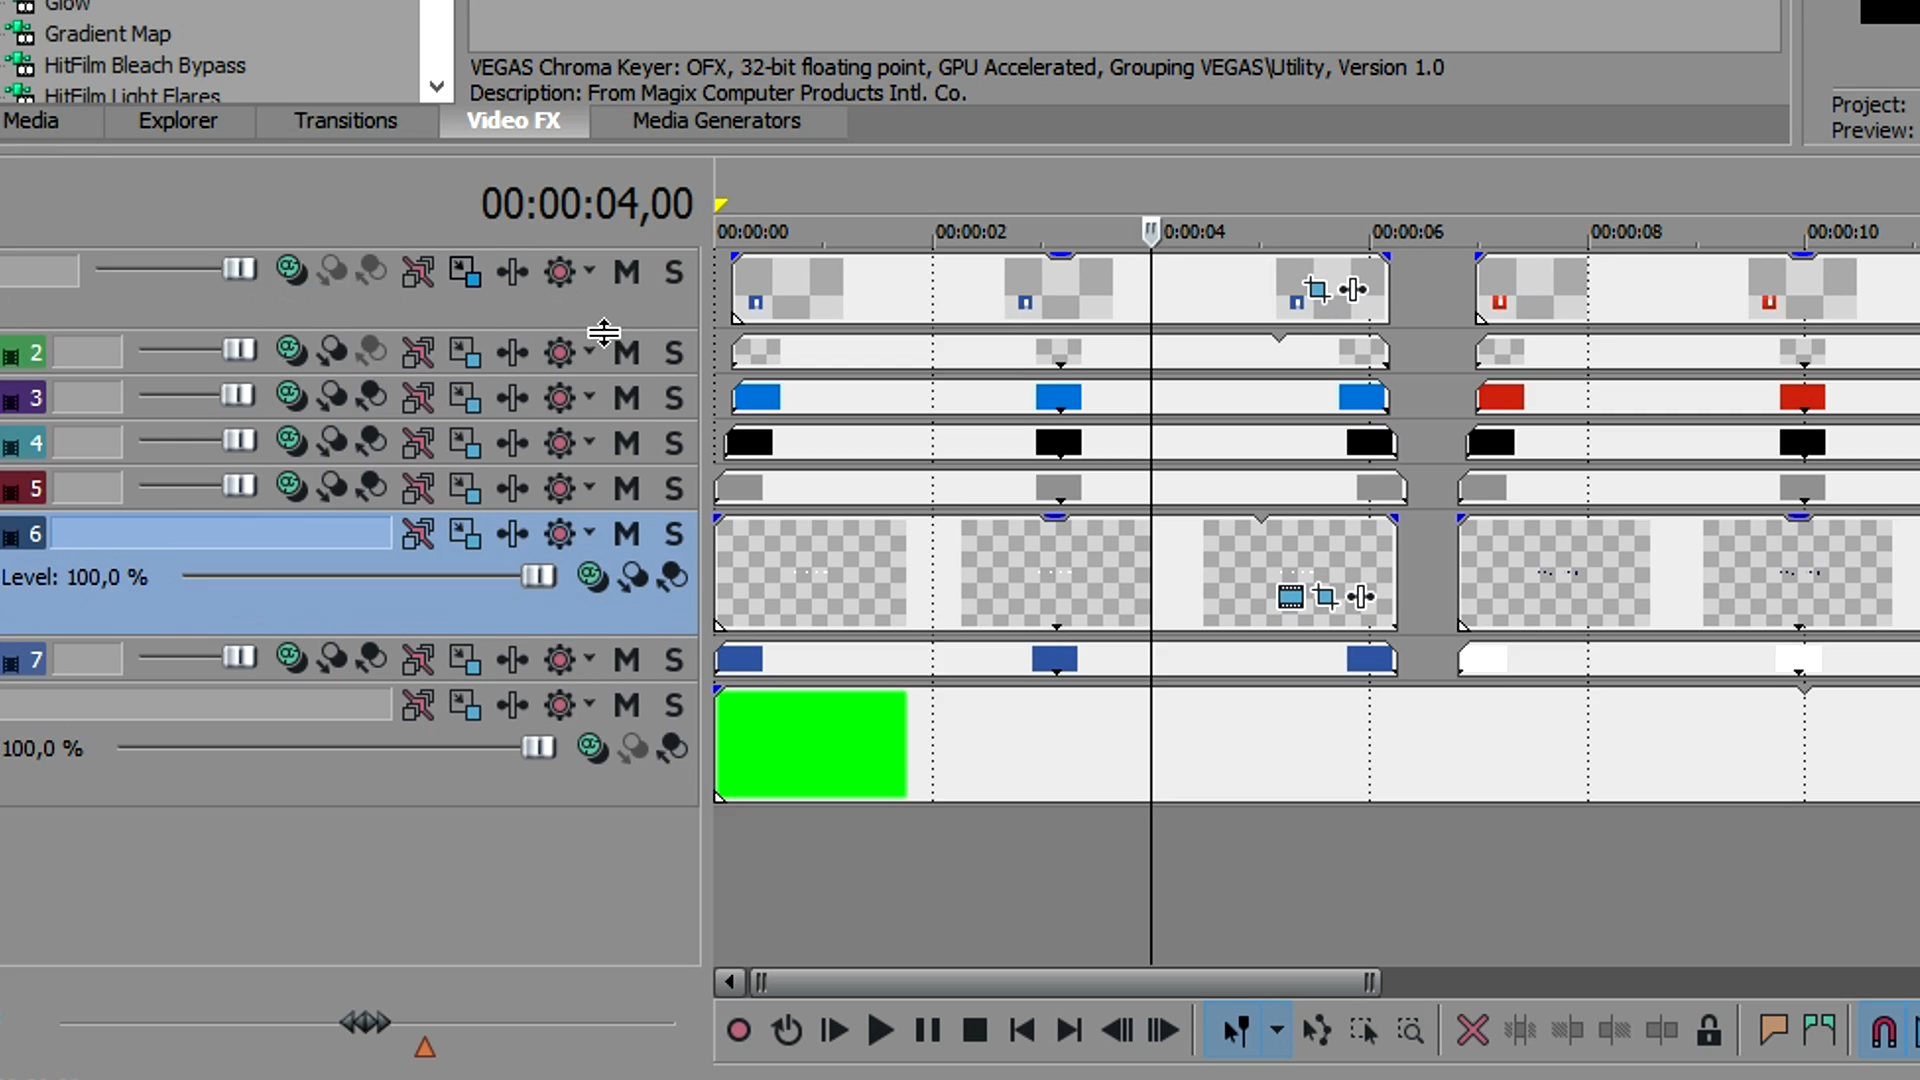 Glow
Gradient Map
HitFilm Bleach Bypass
HitFilm Light Flares
VEGAS Chroma Keyer: OFX, 32-bit floating point, GPU Accelerated, Grouping VEGAS\Utility, Version 1.0
Description: From Magix Computer Products Intl. Co.
Project:
Preview:
Media Explorer Transitions Video FX Media Generators
00:00:04,00
00:00:00 00:00:02 0:00:04 00:00:06 00:00:08 00:00:10
M S
2 M S
3 M S
4 M S
5 M S
6 M S
Level: 100,0 %
7 M S
M S
100,0 %